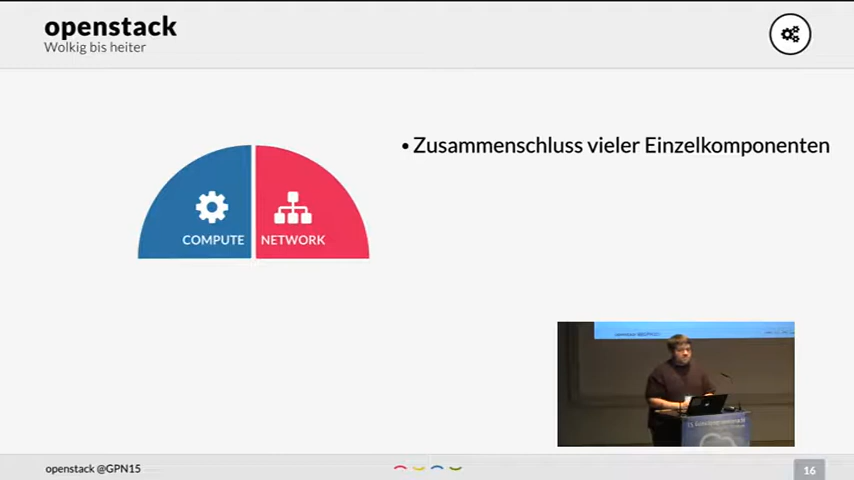 openstack
Wolkig bis heiter
• Zusammenschluss vieler Einzelkomponenten
COMPUTE
NETWORK
openstack @GPN15
16